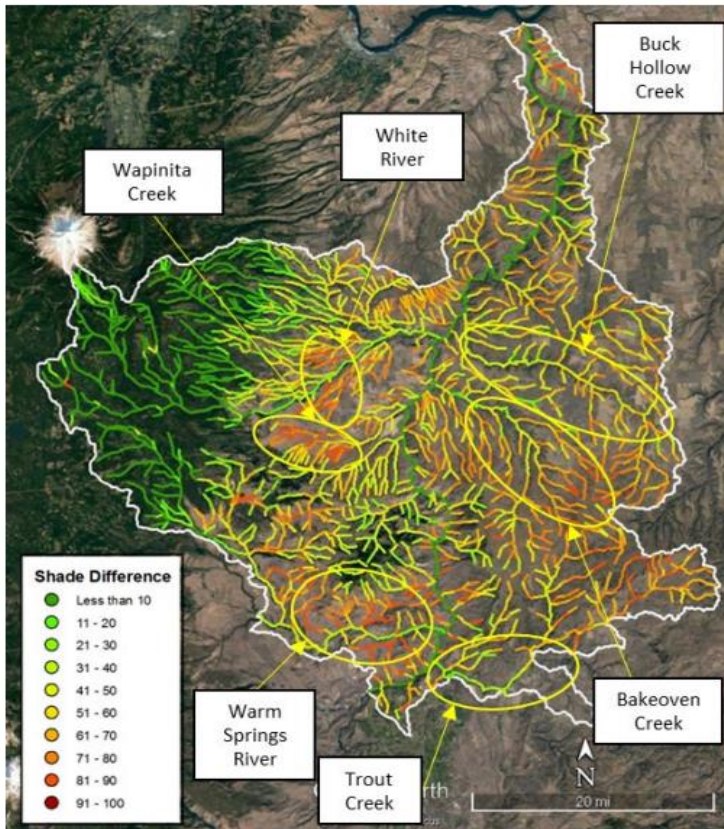 Buck
Hollow
Creek
White
River
Wapinita
Creek
Shade Difference
Less than 10
11 - 20
21 - 30
31 - 40
41 - 50
51 - 60
61 - 70
71 - 80
81 - 90
91 - 100
Warm
Springs
River
Trout
Creek
Bakeoven
Creek
N
20 mi